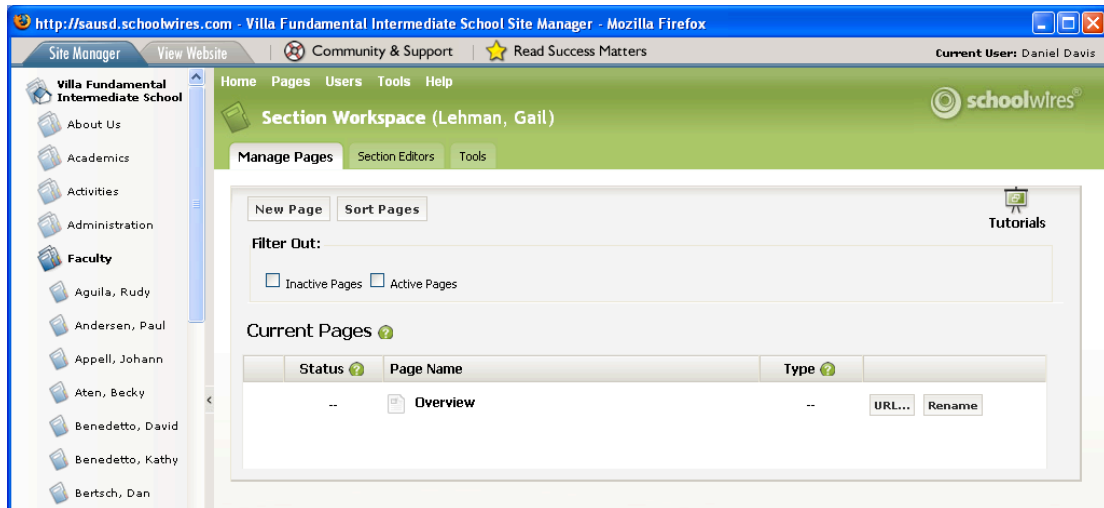 http://sausd.schoolwires.com - Villa Fundamental Intermediate School Site Manager - Mozilla Firefox
Site Manager View Website Community & Support Read Success Matters Current User: Daniel Davis
Villa Fundamental
Intermediate School
About Us
Academics
Activities
Administration
Faculty
Aguila, Rudy
Andersen, Paul
Appell, Johann
Aten, Becky
Benedetto, David
Benedetto, Kathy
Bertsch, Dan
Home Pages Users Tools Help
schoolwires®
Section Workspace (Lehman, Gail)
Manage Pages Section Editors Tools
New Page Sort Pages
Tutorials
Filter Out:
Inactive Pages Active Pages
Current Pages ?
Status ? Page Name Type ?
-- Overview -- URL... Rename